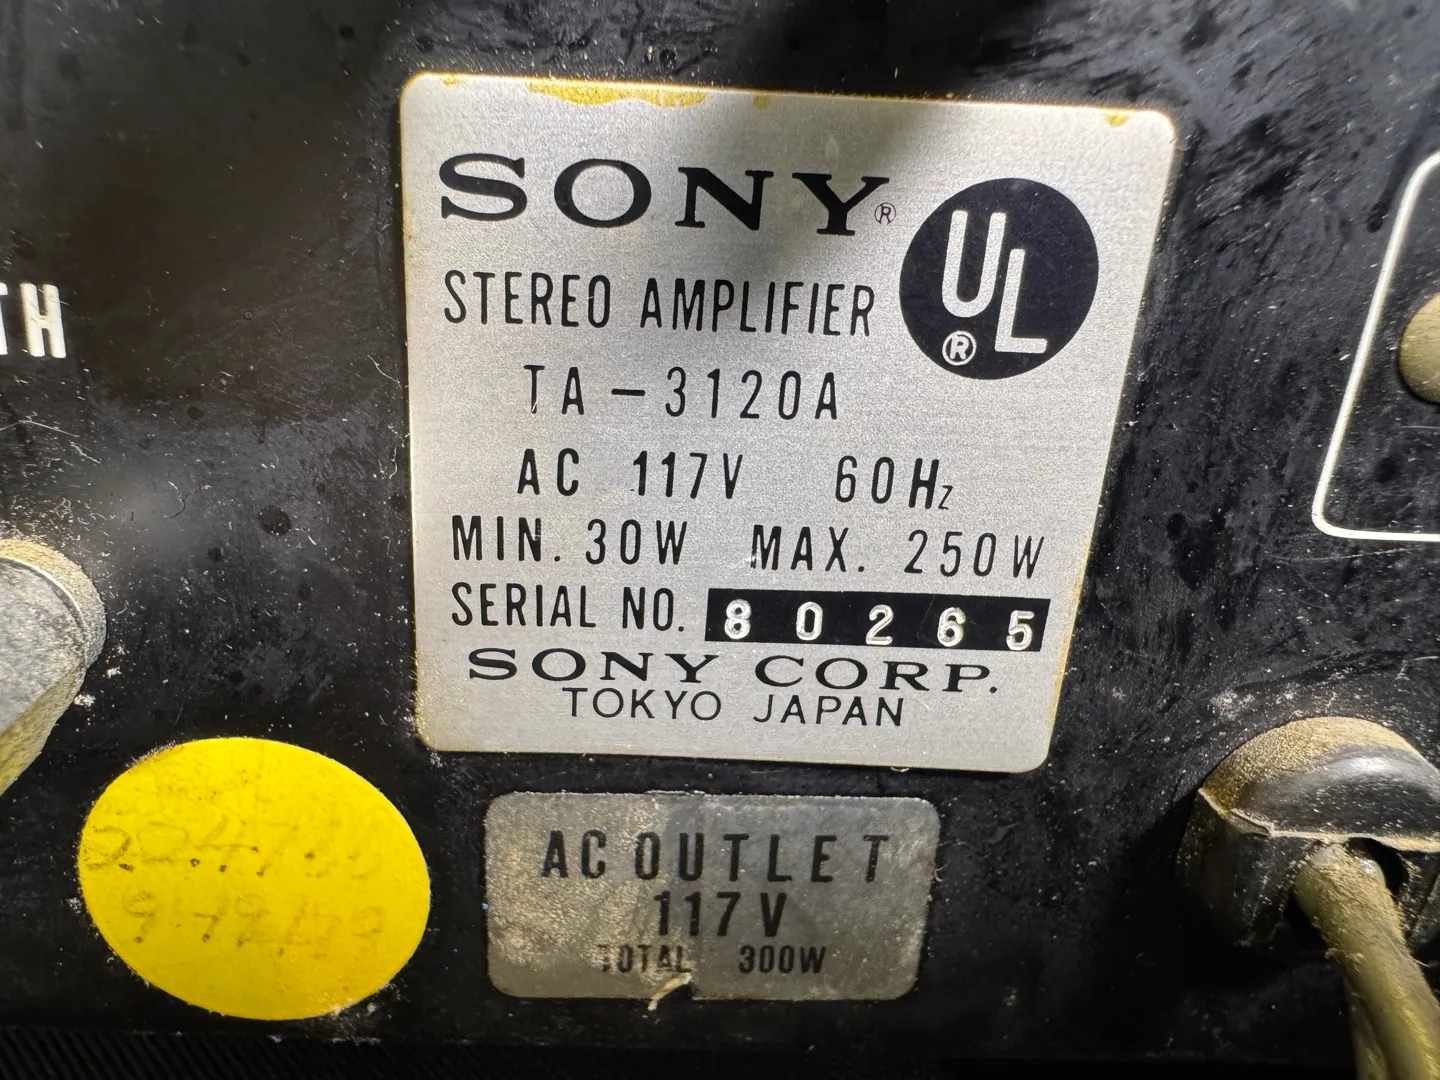 SONY®
UL®
STEREO AMPLIFIER
TA-3120A
AC 117V 60Hz
MIN. 30W MAX. 250W
SERIAL NO. 80265
SONY CORP.
TOKYO JAPAN
TH
AC OUTLET
117V
TOTAL 300W